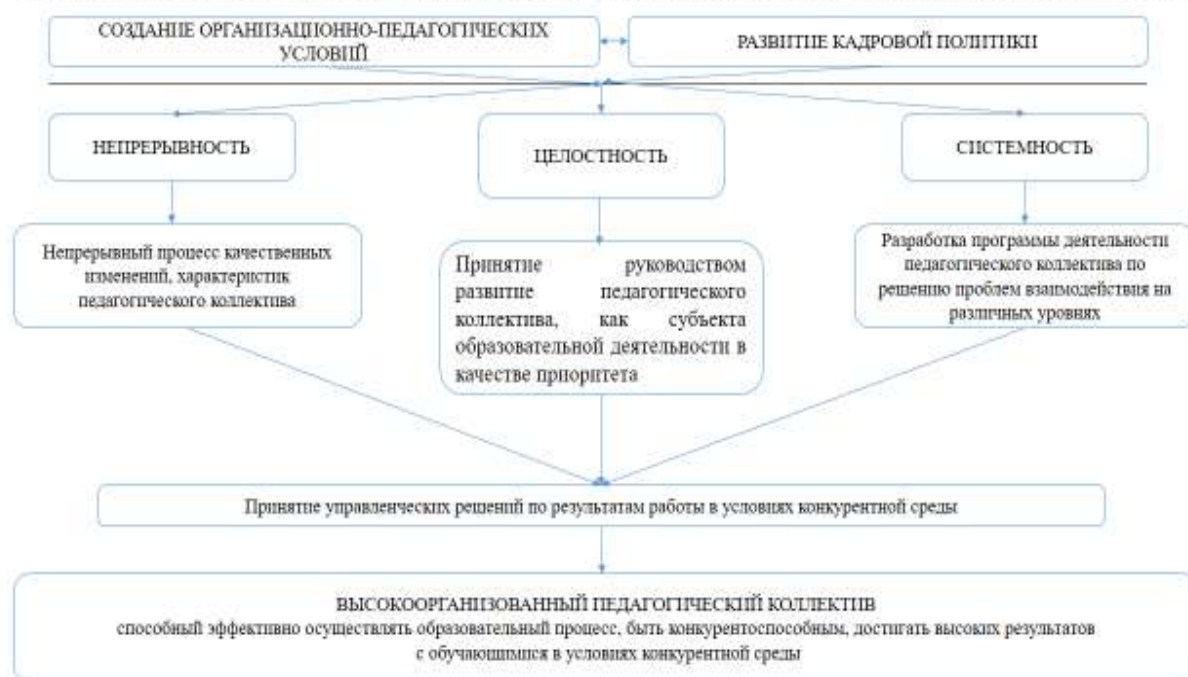 СОЗДАНИЕ ОРГАНИЗАЦИОННО-ПЕДАГОГИЧЕСКИХ
УСЛОВИЙ
РАЗВИТИЕ КАДРОВОЙ ПОЛИТИКИ
НЕПРЕРЫВНОСТЬ
ЦЕЛОСТНОСТЬ
СИСТЕМНОСТЬ
Непрерывный процесс качественных
изменений, характеристик
педагогического коллектива
Принятие руководством
развитие педагогического
коллектива, как субъекта
образовательной деятельности в
качестве приоритета
Разработка программы деятельности
педагогического коллектива по
решению проблем взаимодействия на
различных уровнях
Принятие управленческих решений по результатам работы в условиях конкурентной среды
ВЫСОКООРГАНИЗОВАННЫЙ ПЕДАГОГИЧЕСКИЙ КОЛЛЕКТИВ
способный эффективно осуществлять образовательный процесс, быть конкурентоспособным, достигать высоких результатов
с обучающимися в условиях конкурентной среды